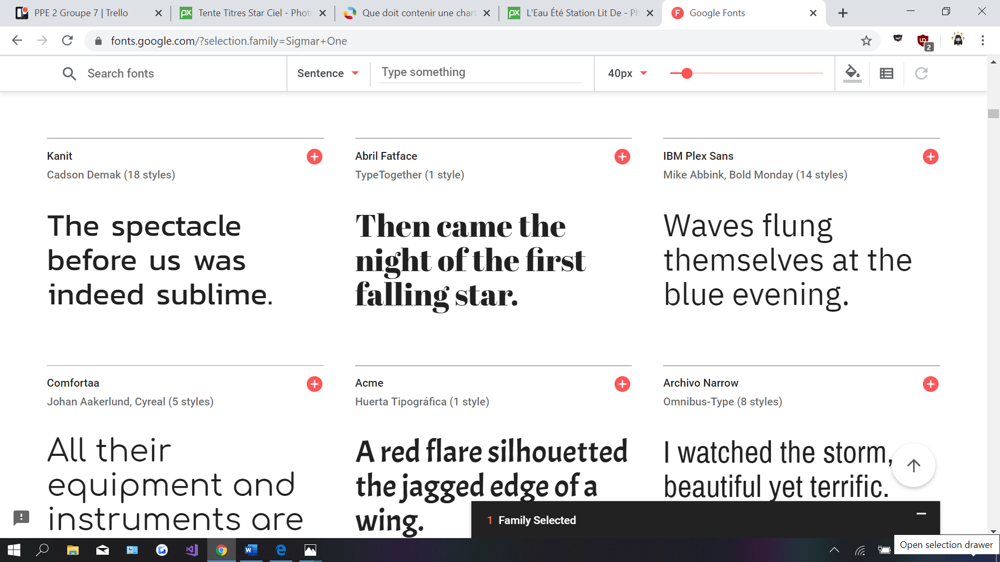 PPE 2 Groupe 7 | Trello
Tente Titres Star Ciel - Phot
Que doit contenir une chart
L'Eau Été Station Lit De - Ph
Google Fonts
fonts.google.com/?selection.family=Sigmar+One
2
Search fonts
Sentence
Type something
40px
Kanit
Cadson Demak (18 styles)
The spectacle
before us was
indeed sublime.
Abril Fatface
TypeTogether (1 style)
Then came the
night of the first
falling star.
IBM Plex Sans
Mike Abbink, Bold Monday (14 styles)
Waves flung
themselves at the
blue evening.
Comfortaa
Johan Aakerlund, Cyreal (5 styles)
All their
equipment and
instruments are
Acme
Huerta Tipográfica (1 style)
A red flare silhouetted
the jagged edge of a
wing.
Archivo Narrow
Omnibus-Type (8 styles)
I watched the storm,
beautiful yet terrific.
1 Family Selected
Open selection drawer